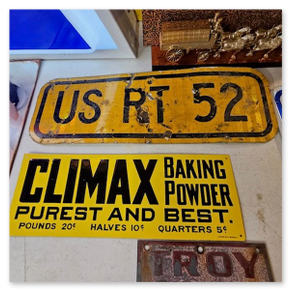 US RT 52
CLIMAX BAKING POWDER
PUREST AND BEST.
POUNDS 20¢ HALVES 10¢ QUARTERS 5¢
TROY